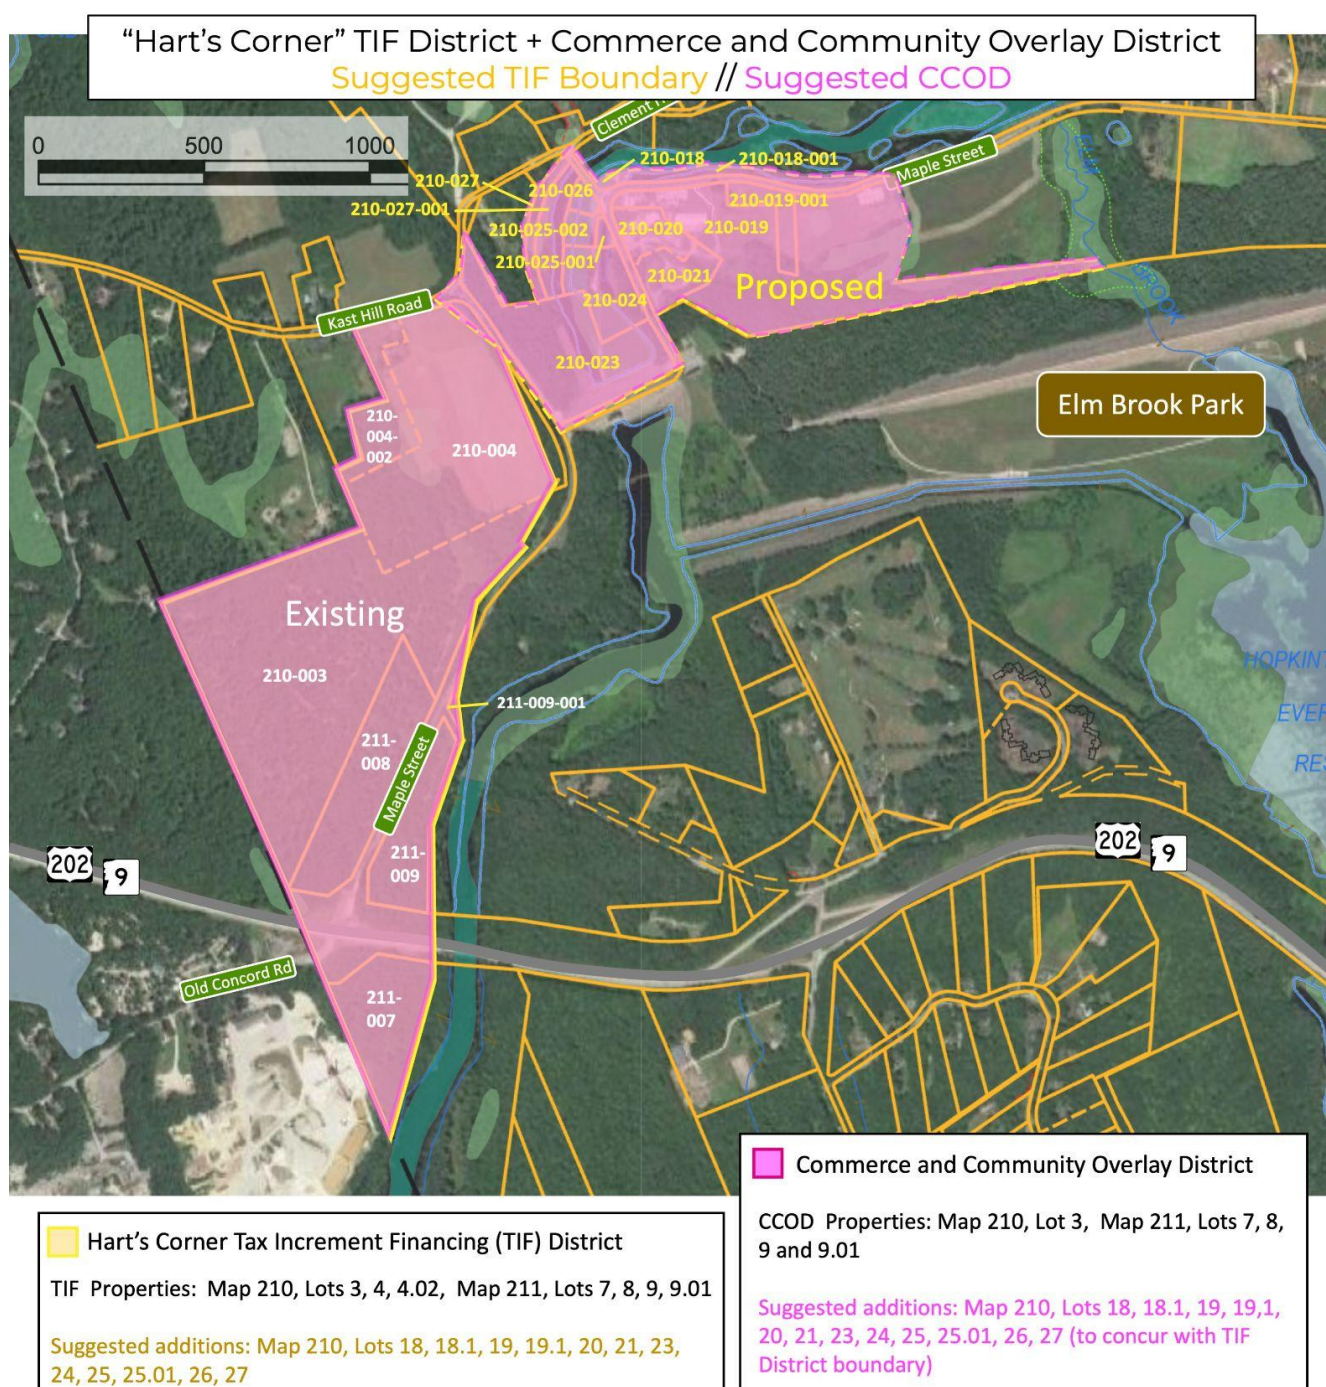 “Hart’s Corner” TIF District + Commerce and Community Overlay District
Suggested TIF Boundary // Suggested CCOD
0 500 1000
Clement
Maple Street
210-018
210-018-001
210-027
210-026
210-027-001
210-019-001
210-025-002
210-020
210-019
210-025-001
210-021
210-024
Proposed
ELM
BROOK
Kast Hill Road
210-023
Elm Brook Park
210-
004-
002
210-004
Existing
210-003
211-009-001
211-
008
Maple Street
211-
009
HOPKINT
EVER
RES
202
9
202
9
Old Concord Rd
211-
007
Commerce and Community Overlay District
CCOD Properties: Map 210, Lot 3, Map 211, Lots 7, 8,
9 and 9.01
Suggested additions: Map 210, Lots 18, 18.1, 19, 19,1,
20, 21, 23, 24, 25, 25.01, 26, 27 (to concur with TIF
District boundary)
Hart’s Corner Tax Increment Financing (TIF) District
TIF Properties: Map 210, Lots 3, 4, 4.02, Map 211, Lots 7, 8, 9, 9.01
Suggested additions: Map 210, Lots 18, 18.1, 19, 19.1, 20, 21, 23,
24, 25, 25.01, 26, 27